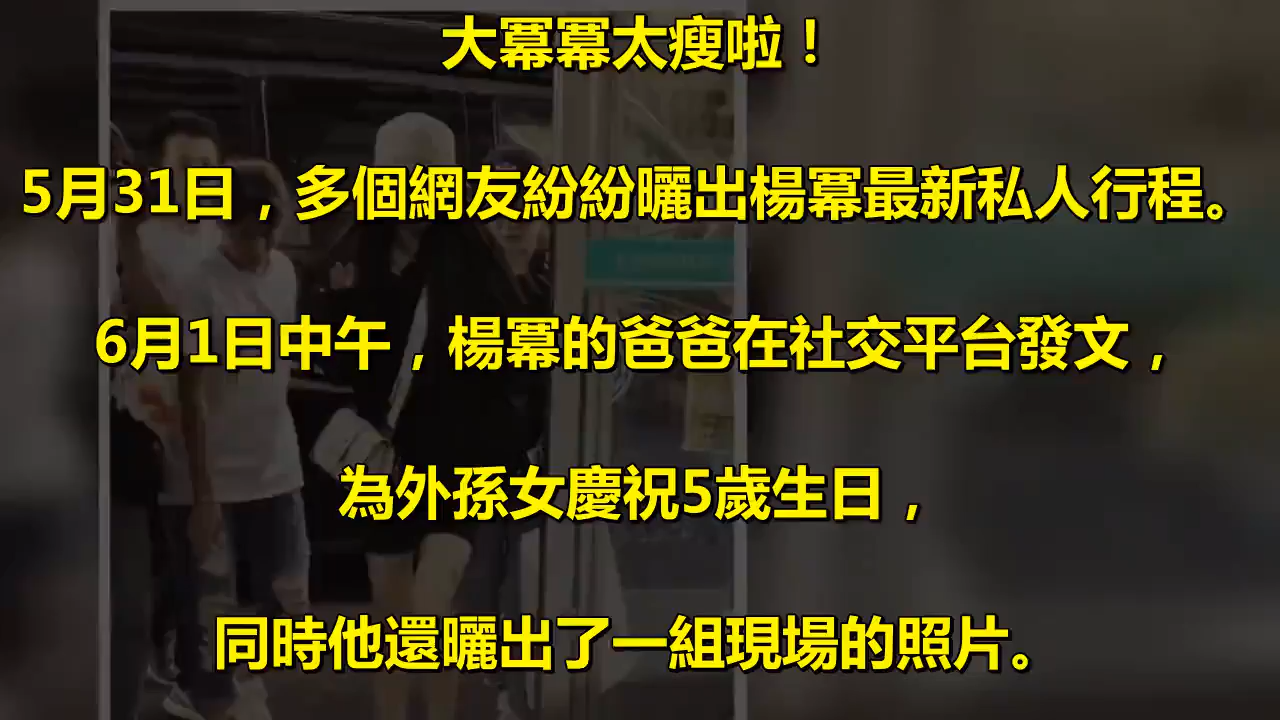 大冪冪太瘦啦！
5月31日，多個網友紛紛曬出楊冪最新私人行程。
6月1日中午，楊冪的爸爸在社交平台發文，
為外孫女慶祝5歲生日，
同時他還曬出了一組現場的照片。